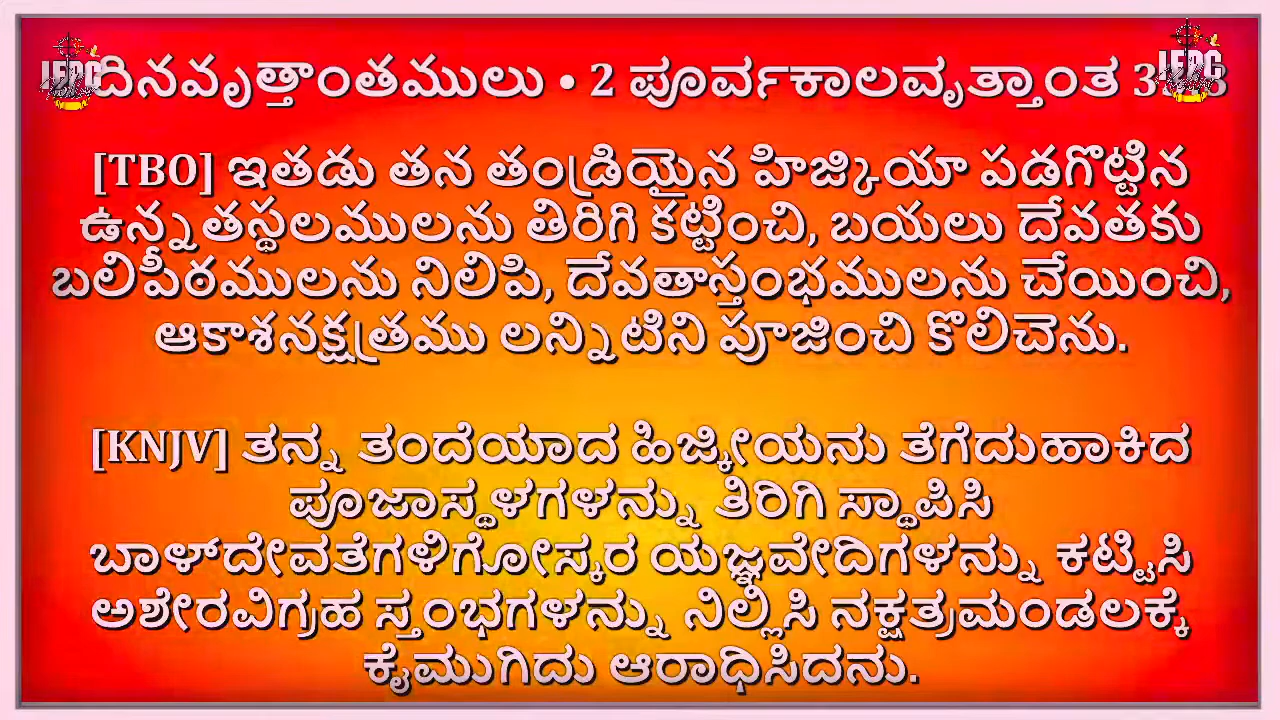 దినవృత్తాంతములు • 2 ಪೂರ್ವಕಾಲವೃತ್ತಾಂತ
[TBO] ఇతడు తన తండ్రియైన హిజ్కియా పడగొట్టిన
ఉన్నతస్థలములను తిరిగి కట్టించి, బయలు దేవతకు
బలిపీఠములను నిలిపి, దేవతాస్తంభములను చేయించి,
ఆకాశనక్షత్రము లన్నిటిని పూజించి కొలిచెను.
[KNJV] ತನ್ನ ತಂದೆಯಾದ ಹಿಜ್ಕೀಯನು ತೆಗೆದುಹಾಕಿದ
ಪೂಜಾಸ್ಥಳಗಳನ್ನು ತಿರಿಗಿ ಸ್ಥಾಪಿಸಿ
ಬಾಳ್‌ದೇವತೆಗಳಿಗೋಸ್ಕರ ಯಜ್ಞವೇದಿಗಳನ್ನು ಕಟ್ಟಿಸಿ
ಅಶೇರವಿಗ್ರಹ ಸ್ತಂಭಗಳನ್ನು ನಿಲ್ಲಿಸಿ ನಕ್ಷತ್ರಮಂಡಲಕ್ಕೆ
ಕೈಮುಗಿದು ಆರಾಧಿಸಿದನು.